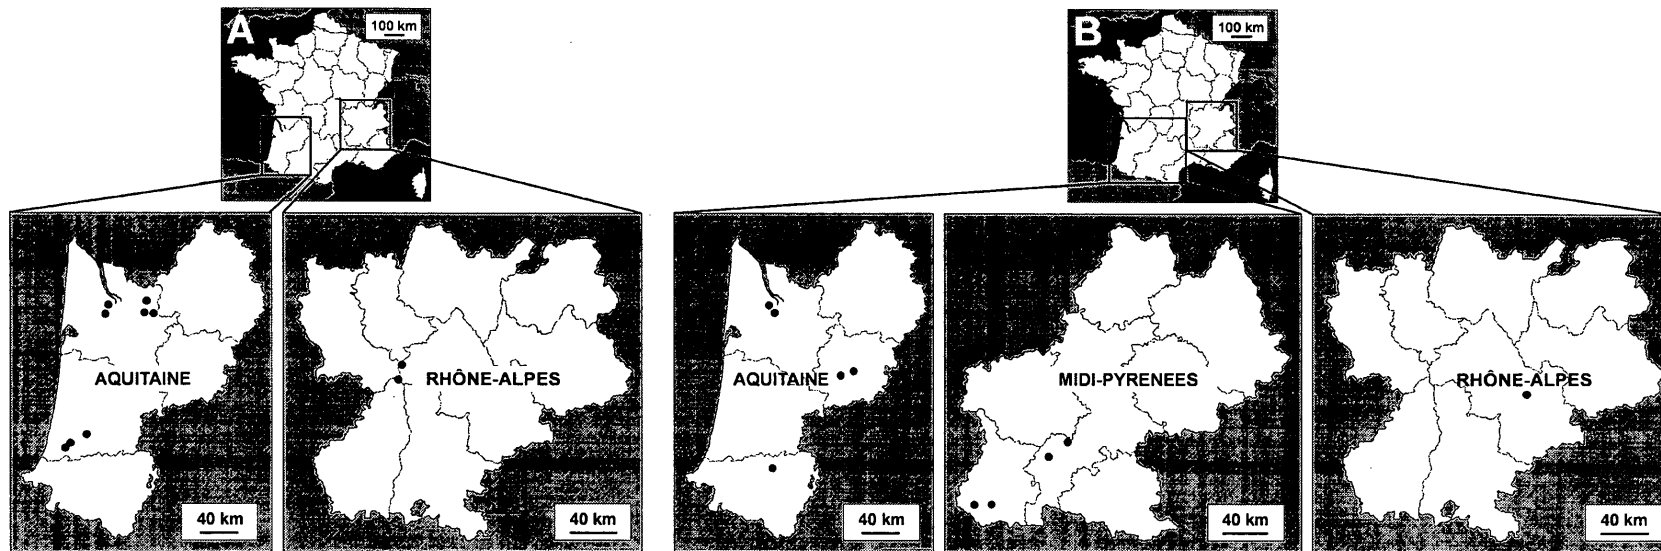 A
100 km
B
100 km
AQUITAINE
RHÔNE-ALPES
AQUITAINE
MIDI-PYRENEES
RHÔNE-ALPES
40 km
40 km
40 km
40 km
40 km